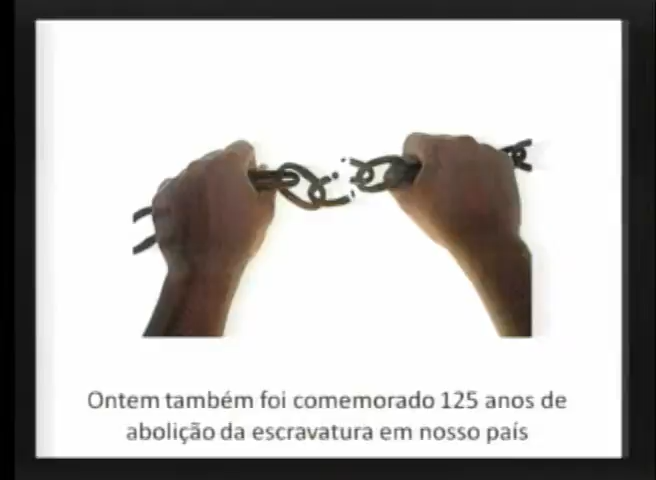 Ontem também foi comemorado 125 anos de
abolição da escravatura em nosso país